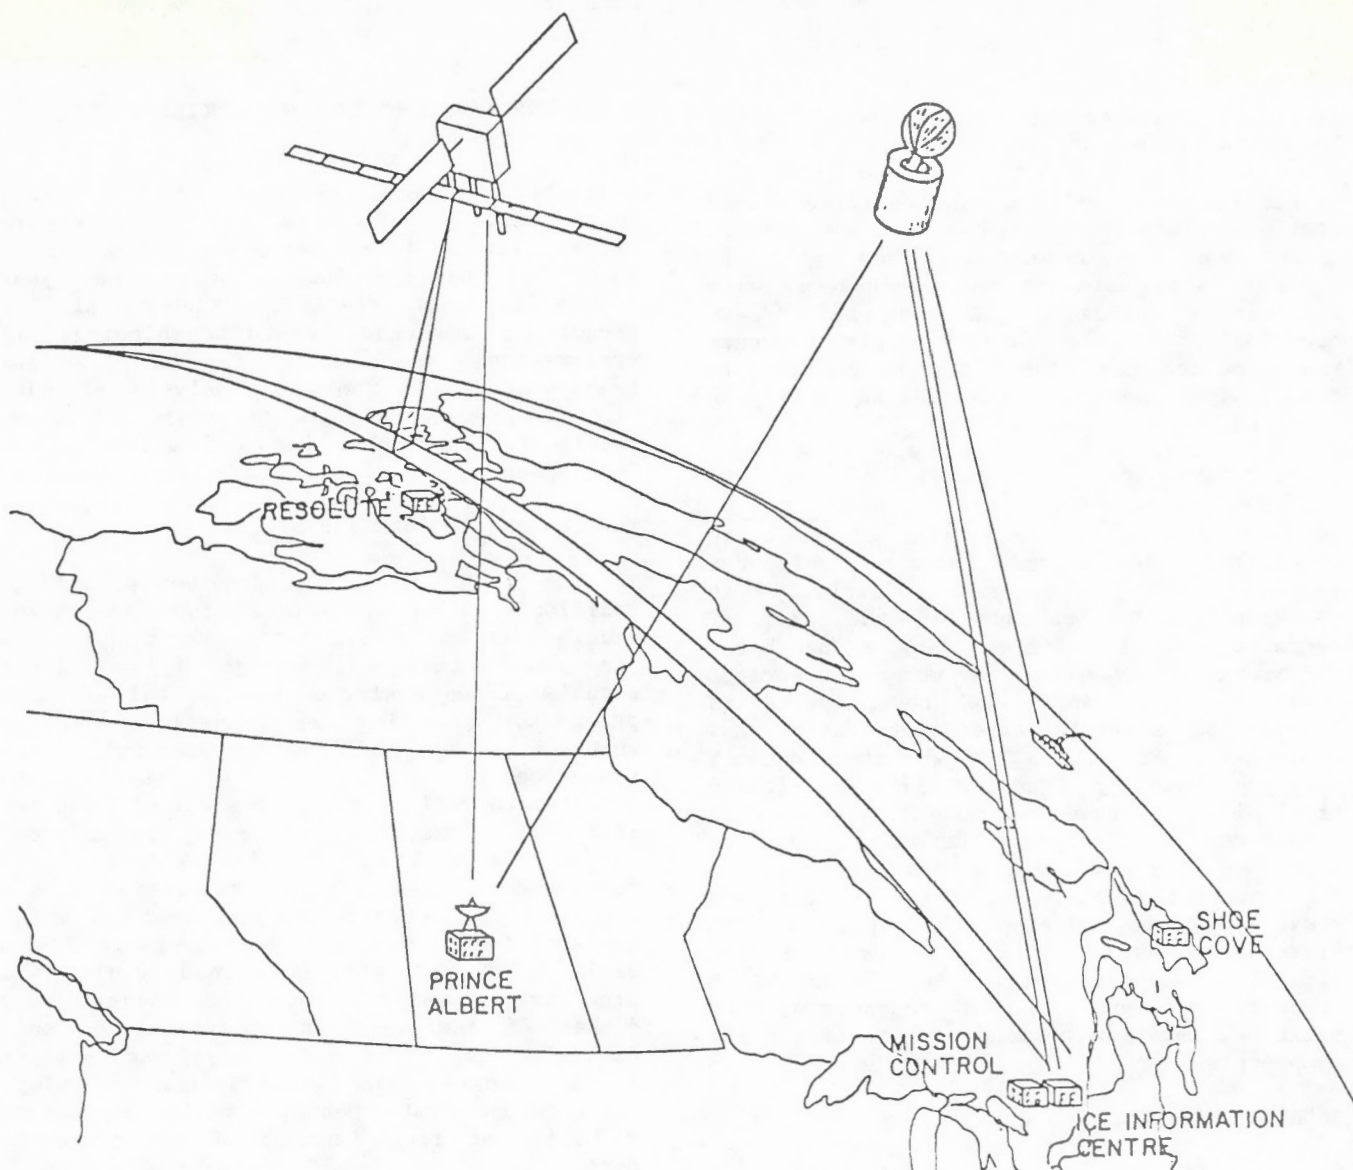 RESOLUTE
SHOE
COVE
PRINCE
ALBERT
MISSION
CONTROL
ICE INFORMATION
CENTRE